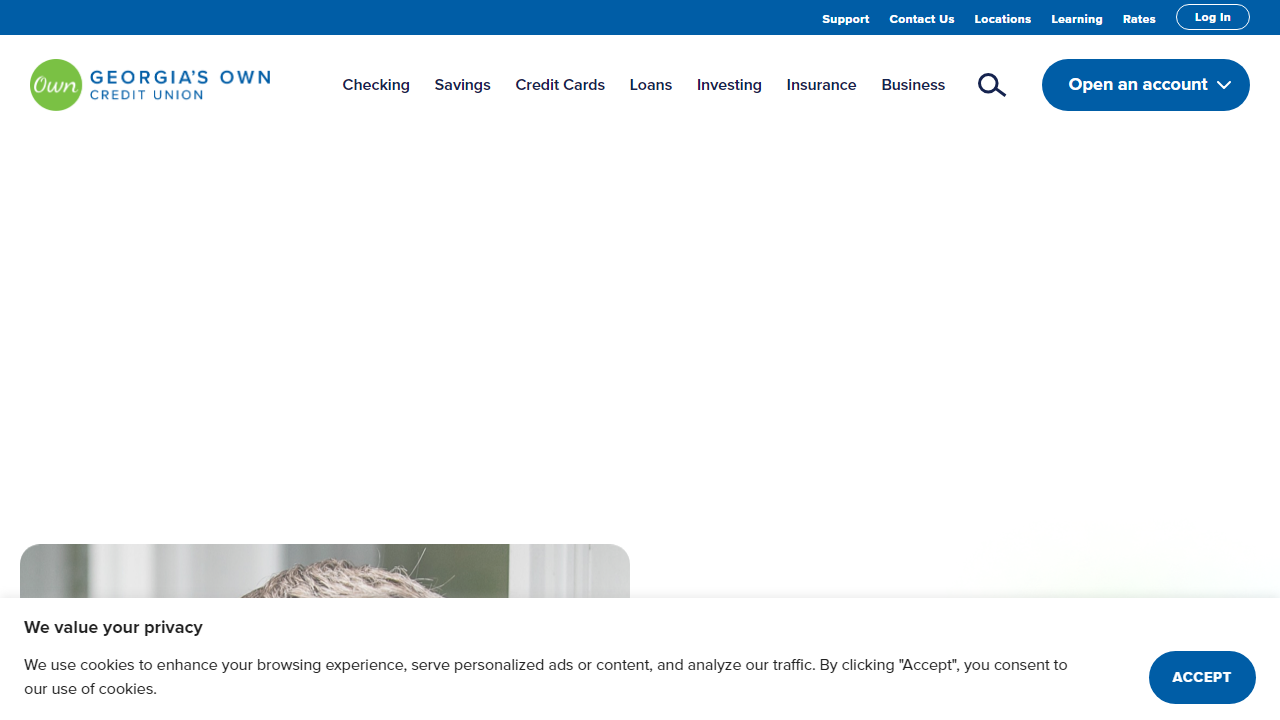 Support Contact Us Locations Learning Rates Log In
Own GEORGIA'S OWN
CREDIT UNION
Checking Savings Credit Cards Loans Investing Insurance Business Open an account
We value your privacy
We use cookies to enhance your browsing experience, serve personalized ads or content, and analyze our traffic. By clicking "Accept", you consent to
our use of cookies.
ACCEPT